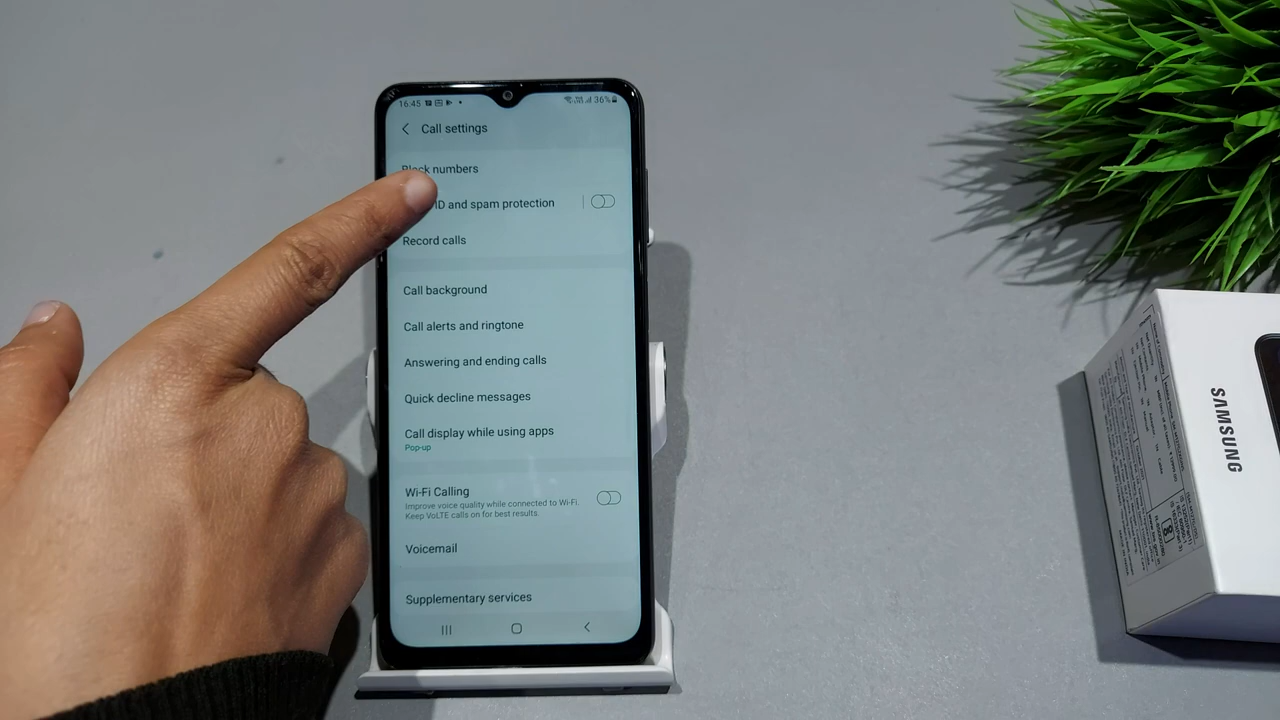 16:45
36%
Call settings
Block numbers
ID and spam protection
Record calls
Call background
Call alerts and ringtone
Answering and ending calls
Quick decline messages
Call display while using apps
Pop-up
Wi-Fi Calling
Improve voice quality while connected to Wi-Fi.
Keep VoLTE calls on for best results.
Voicemail
Supplementary services
SAMSUNG